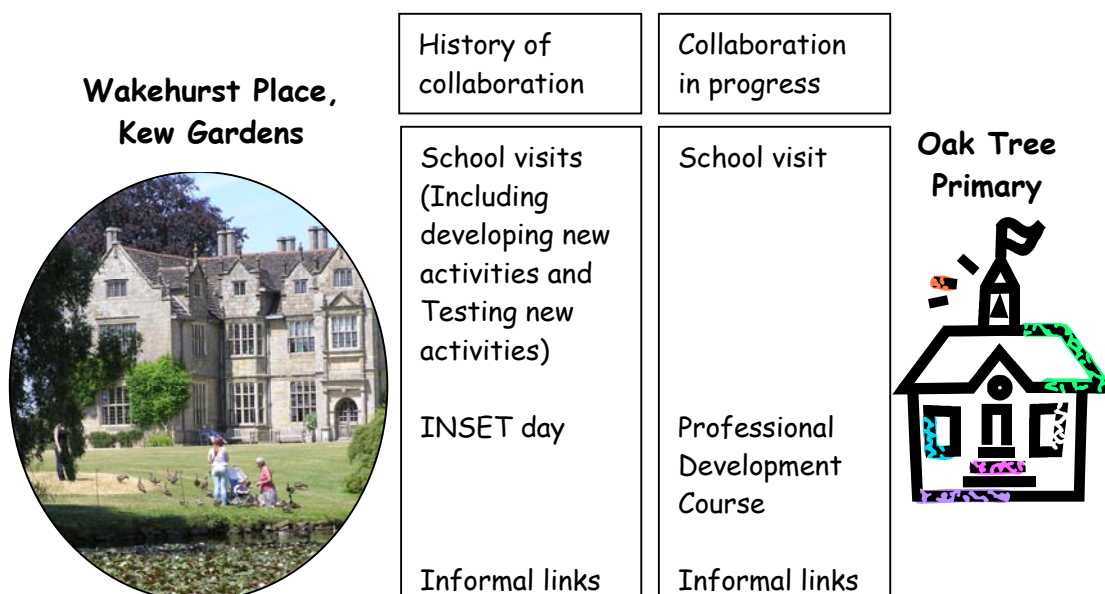 Wakehurst Place,
Kew Gardens
History of
collaboration
Collaboration
in progress
School visits
(Including
developing new
activities and
Testing new
activities)
INSET day
Informal links
School visit
Professional
Development
Course
Informal links
Oak Tree
Primary